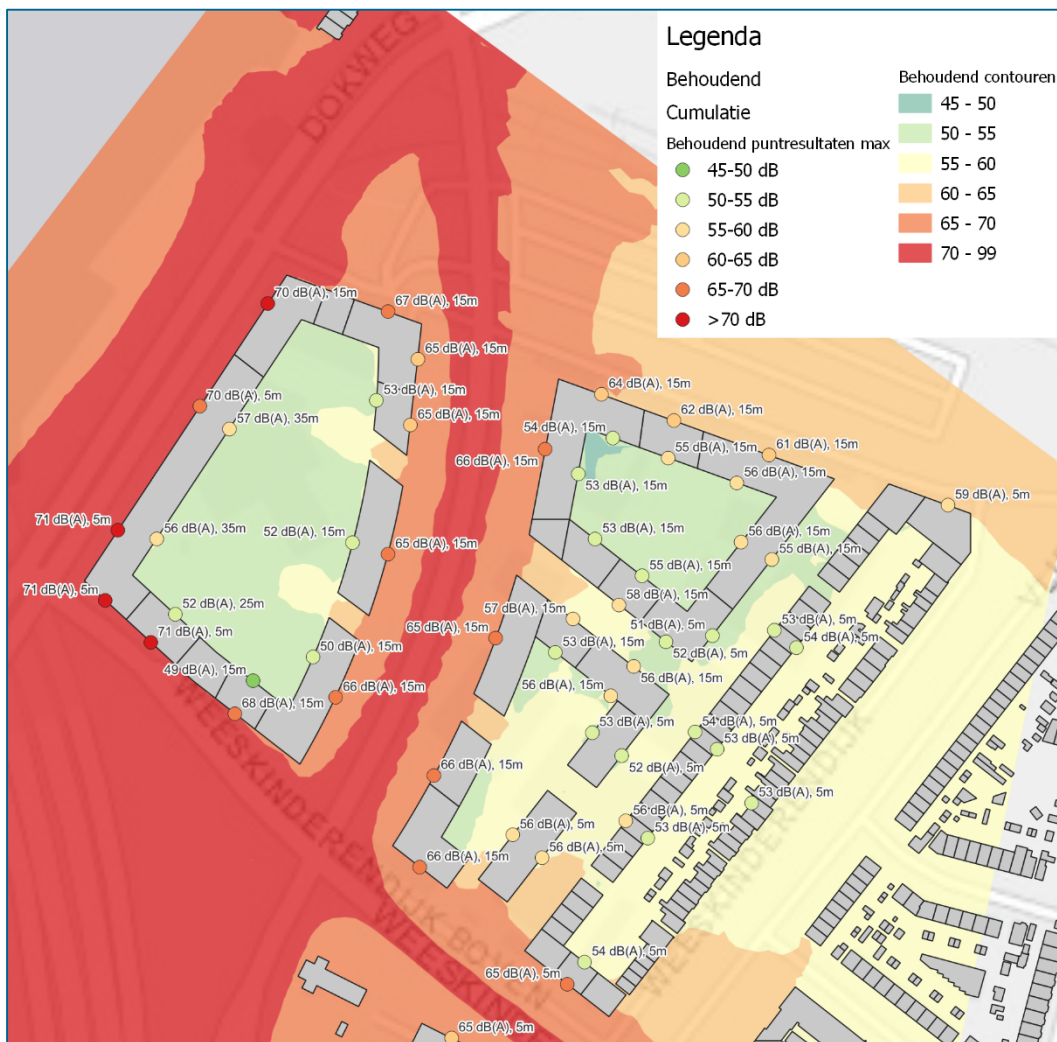 Legenda
Behoudend
Cumulatie
Behoudend puntresultaten max
45-50 dB
50-55 dB
55-60 dB
60-65 dB
65-70 dB
>70 dB
Behoudend contouren
45 - 50
50 - 55
55 - 60
60 - 65
65 - 70
70 - 99
DOKWEG
70 dB(A), 15m
67 dB(A), 15m
65 dB(A), 15m
53 dB(A), 15m
70 dB(A), 5m
57 dB(A), 35m
65 dB(A), 15m
64 dB(A), 15m
62 dB(A), 15m
54 dB(A), 15m
61 dB(A), 15m
66 dB(A), 15m
55 dB(A), 15m
56 dB(A), 15m
53 dB(A), 15m
59 dB(A), 5m
71 dB(A), 5m
56 dB(A), 35m
52 dB(A), 15m
65 dB(A), 15m
53 dB(A), 15m
56 dB(A), 15m
55 dB(A), 15m
55 dB(A), 15m
71 dB(A), 5m
52 dB(A), 25m
57 dB(A), 15m
58 dB(A), 15m
71 dB(A), 5m
65 dB(A), 15m
51 dB(A), 5m
53 dB(A), 5m
54 dB(A), 5m
50 dB(A), 15m
53 dB(A), 15m
52 dB(A), 5m
49 dB(A), 15m
56 dB(A), 15m
56 dB(A), 15m
68 dB(A), 15m
66 dB(A), 15m
53 dB(A), 5m
54 dB(A), 5m
53 dB(A), 5m
52 dB(A), 5m
66 dB(A), 15m
53 dB(A), 5m
56 dB(A), 5m
56 dB(A), 5m
53 dB(A), 5m
56 dB(A), 5m
66 dB(A), 15m
54 dB(A), 5m
65 dB(A), 5m
65 dB(A), 5m
WEESKINDERENDIJK BOVEN
WEESKINDERENDIJK